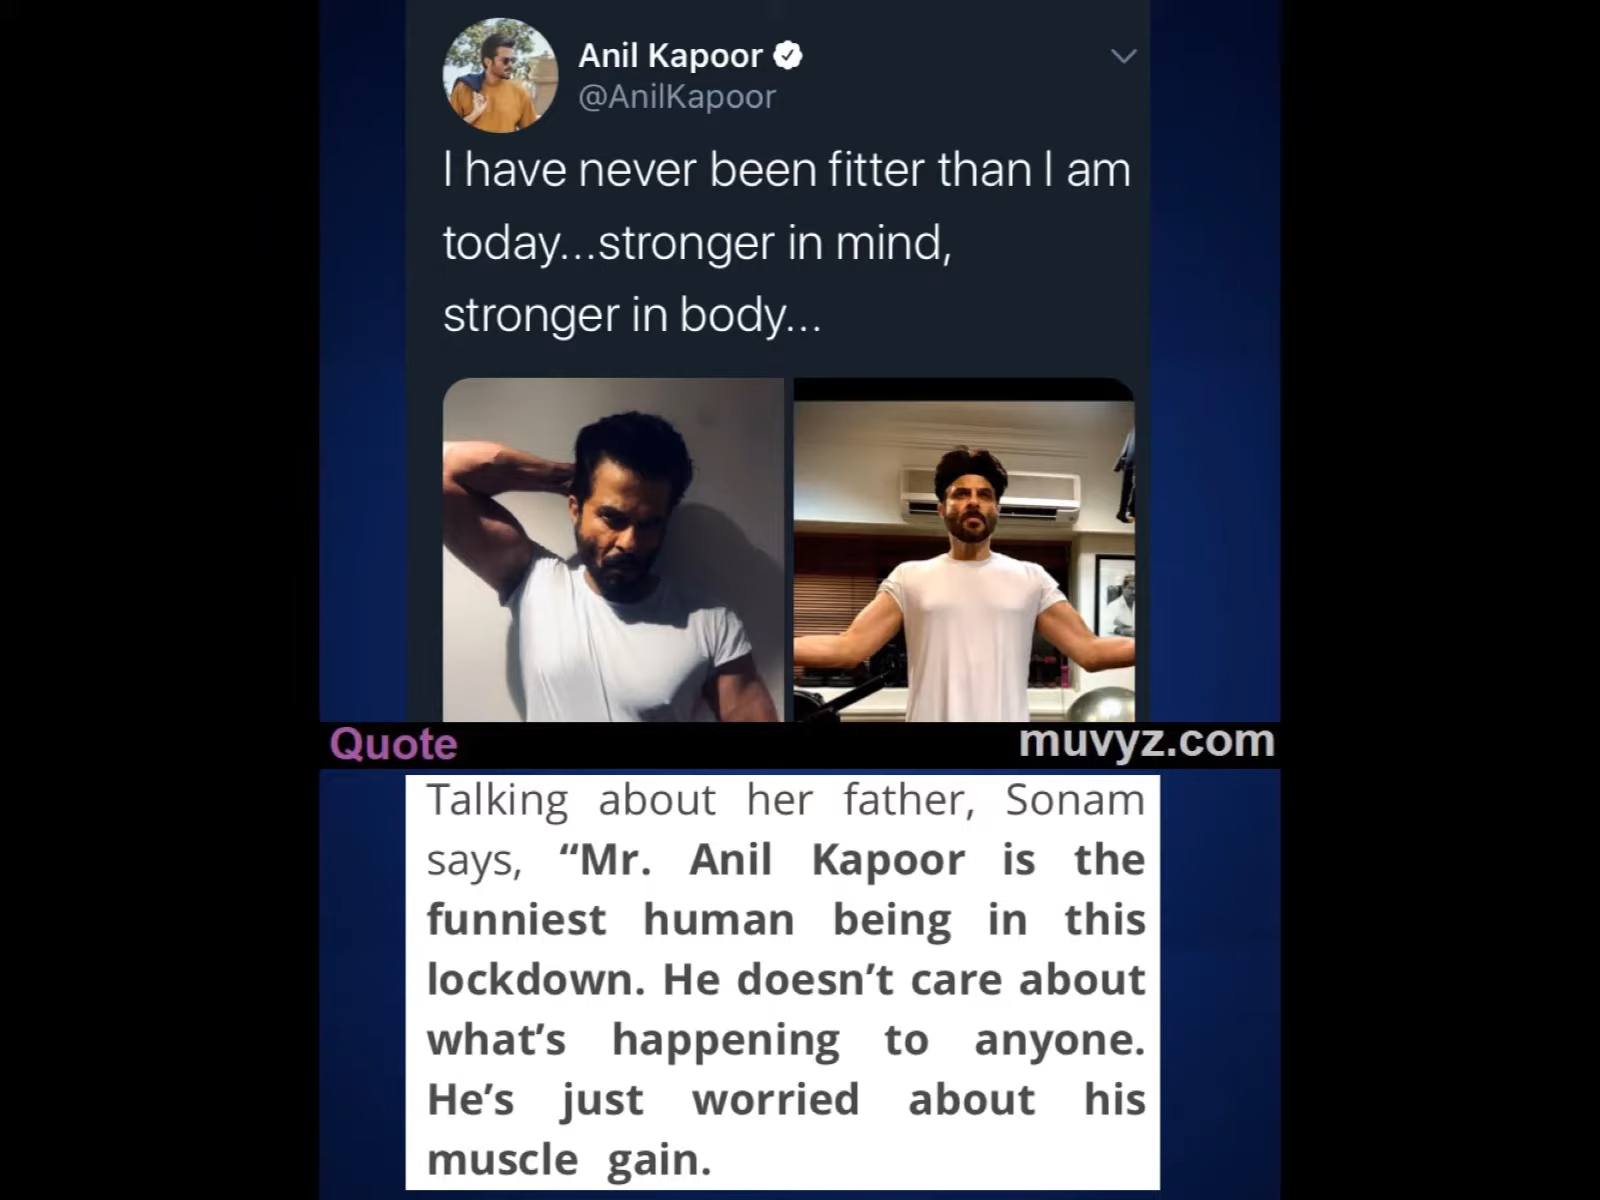 Anil Kapoor
@AnilKapoor
I have never been fitter than I am
today...stronger in mind,
stronger in body...
Quote
muvyz.com
Talking about her father, Sonam
says, “Mr. Anil Kapoor is the
funniest human being in this
lockdown. He doesn’t care about
what’s happening to anyone.
He’s just worried about his
muscle gain.